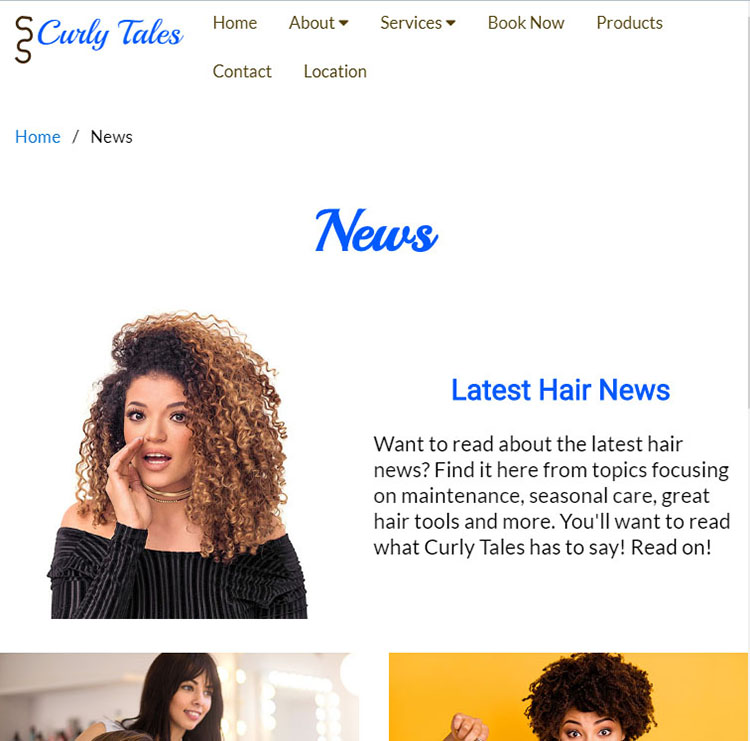 Curly Tales
Home About Services Book Now Products
Contact Location
Home / News
News
Latest Hair News
Want to read about the latest hair
news? Find it here from topics focusing
on maintenance, seasonal care, great
hair tools and more. You'll want to read
what Curly Tales has to say! Read on!